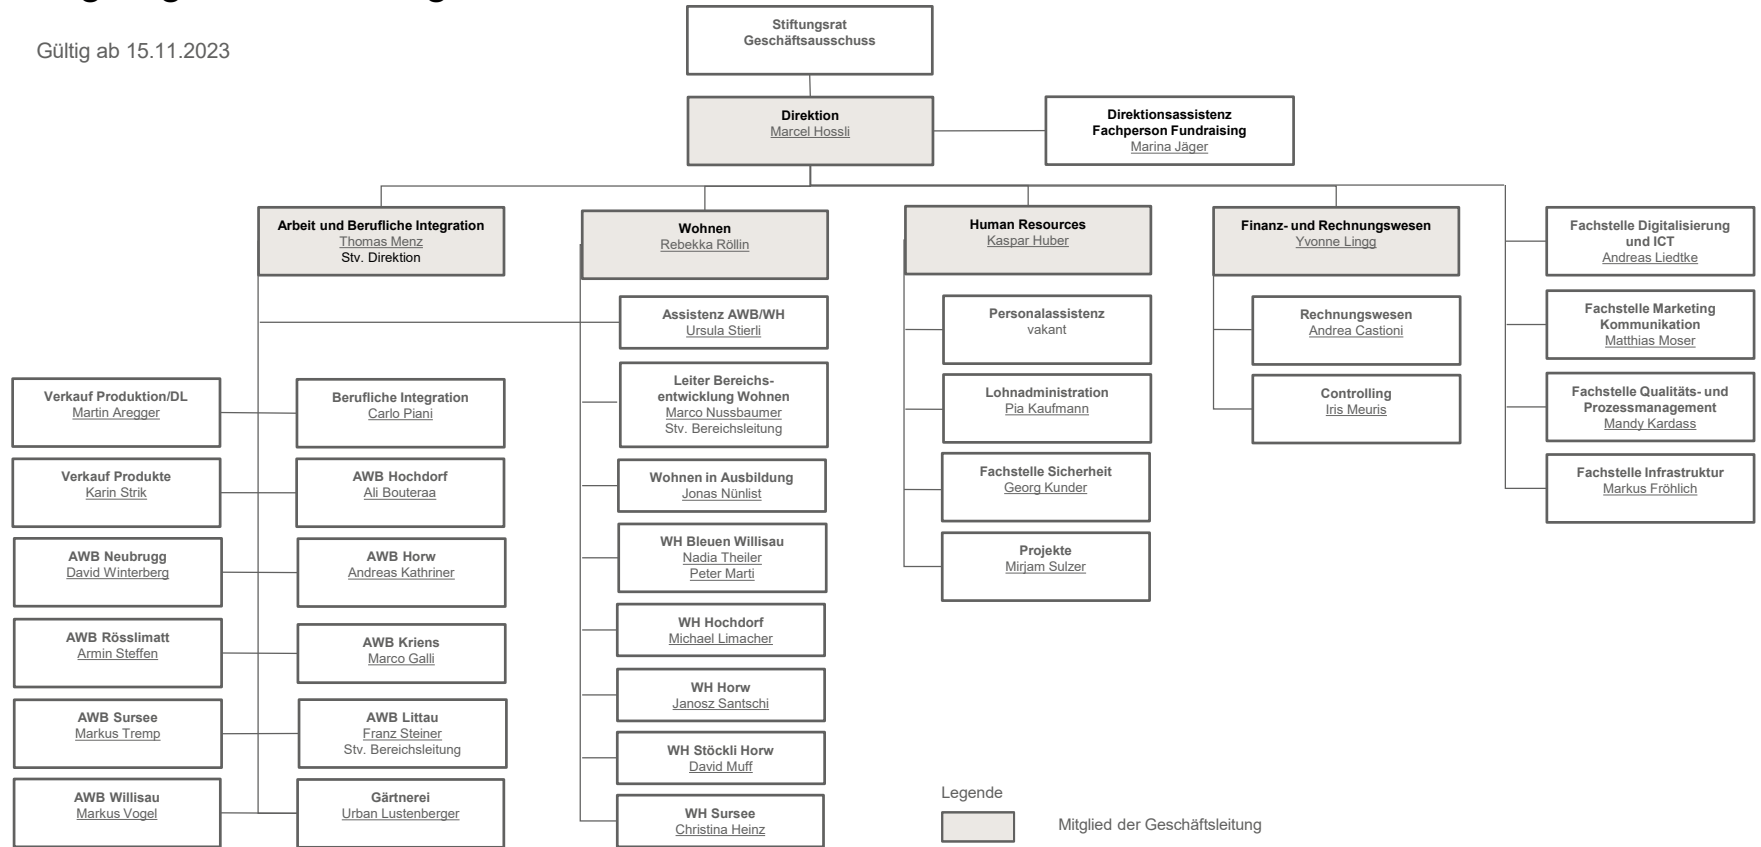 Gültig ab 15.11.2023
Stiftungsrat
Geschäftsausschuss
Direktion
Marcel Hossli
Direktionsassistenz
Fachperson Fundraising
Marina Jäger
Arbeit und Berufliche Integration
Thomas Menz
Stv. Direktion
Wohnen
Rebekka Röllin
Human Resources
Kaspar Huber
Finanz- und Rechnungswesen
Yvonne Lingg
Verkauf Produktion/DL
Martin Aregger
Verkauf Produkte
Karin Strik
AWB Neubrugg
David Winterberg
AWB Rösslimatt
Armin Steffen
AWB Sursee
Markus Tremp
AWB Willisau
Markus Vogel
Berufliche Integration
Carlo Piani
AWB Hochdorf
Ali Bouteraa
AWB Horw
Andreas Kathriner
AWB Kriens
Marco Galli
AWB Littau
Franz Steiner
Stv. Bereichsleitung
Gärtnerei
Urban Lustenberger
Assistenz AWB/WH
Ursula Stierli
Leiter Bereichs-
entwicklung Wohnen
Marco Nussbaumer
Stv. Bereichsleitung
Wohnen in Ausbildung
Jonas Nünlist
WH Bleuen Willisau
Nadia Theiler
Peter Marti
WH Hochdorf
Michael Limacher
WH Horw
Janosz Santschi
WH Stöckli Horw
David Muff
WH Sursee
Christina Heinz
Personalassistenz
vakant
Lohnadministration
Pia Kaufmann
Fachstelle Sicherheit
Georg Kunder
Projekte
Mirjam Sulzer
Rechnungswesen
Andrea Castioni
Controlling
Iris Meuris
Fachstelle Digitalisierung
und ICT
Andreas Liedtke
Fachstelle Marketing
Kommunikation
Matthias Moser
Fachstelle Qualitäts- und
Prozessmanagement
Mandy Kardass
Fachstelle Infrastruktur
Markus Fröhlich
Legende
Mitglied der Geschäftsleitung